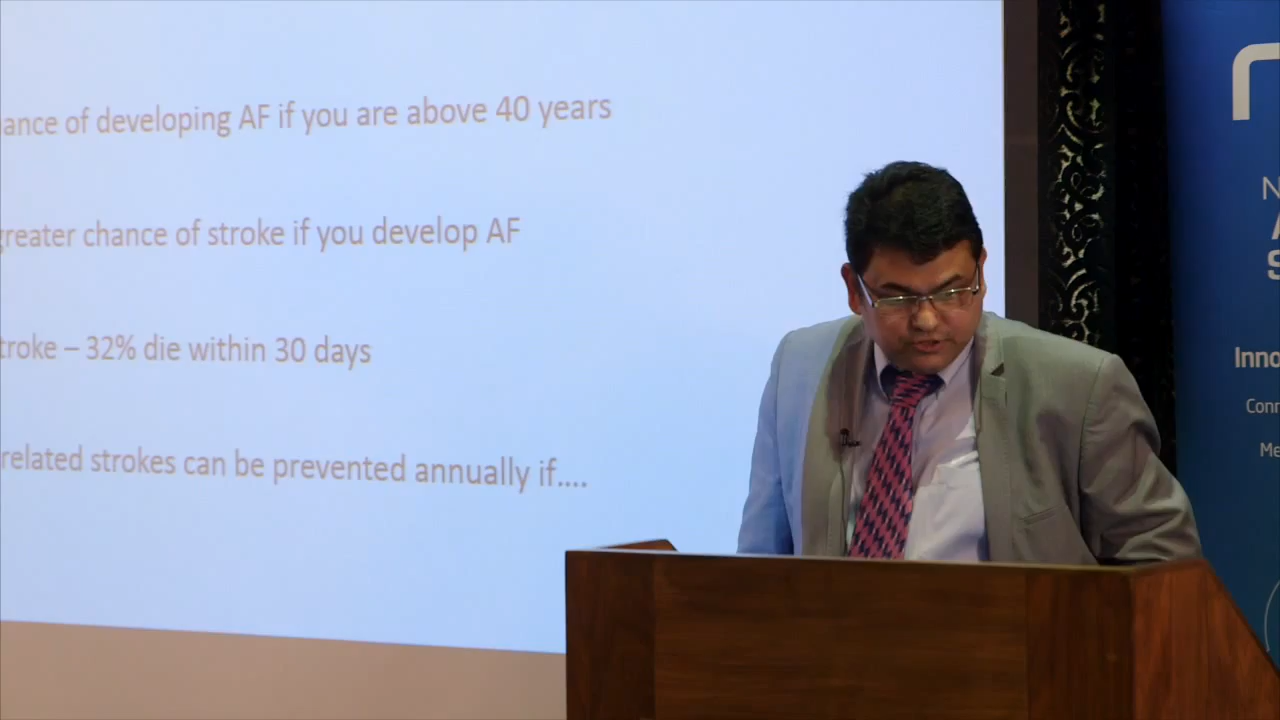 ance of developing AF if you are above 40 years
greater chance of stroke if you develop AF
troke – 32% die within 30 days
related strokes can be prevented annually if....
N
A
S
Inno
Conn
Me